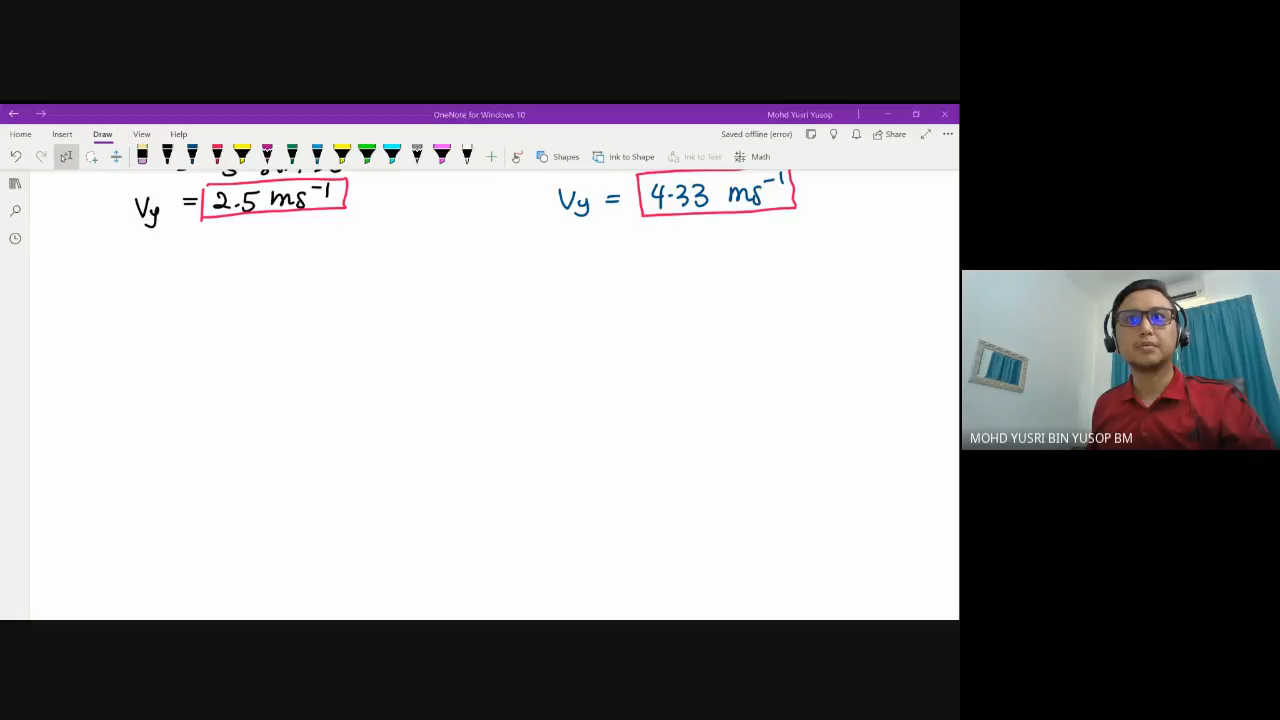 OneNote for Windows 10
Mohd Yusri Yusop
Home Insert Draw View Help
Saved offline (error) Share
Shapes Ink to Shape Ink to Text Math
Vy = 2.5 ms⁻¹
Vy = 4.33 ms⁻¹
MOHD YUSRI BIN YUSOP BM